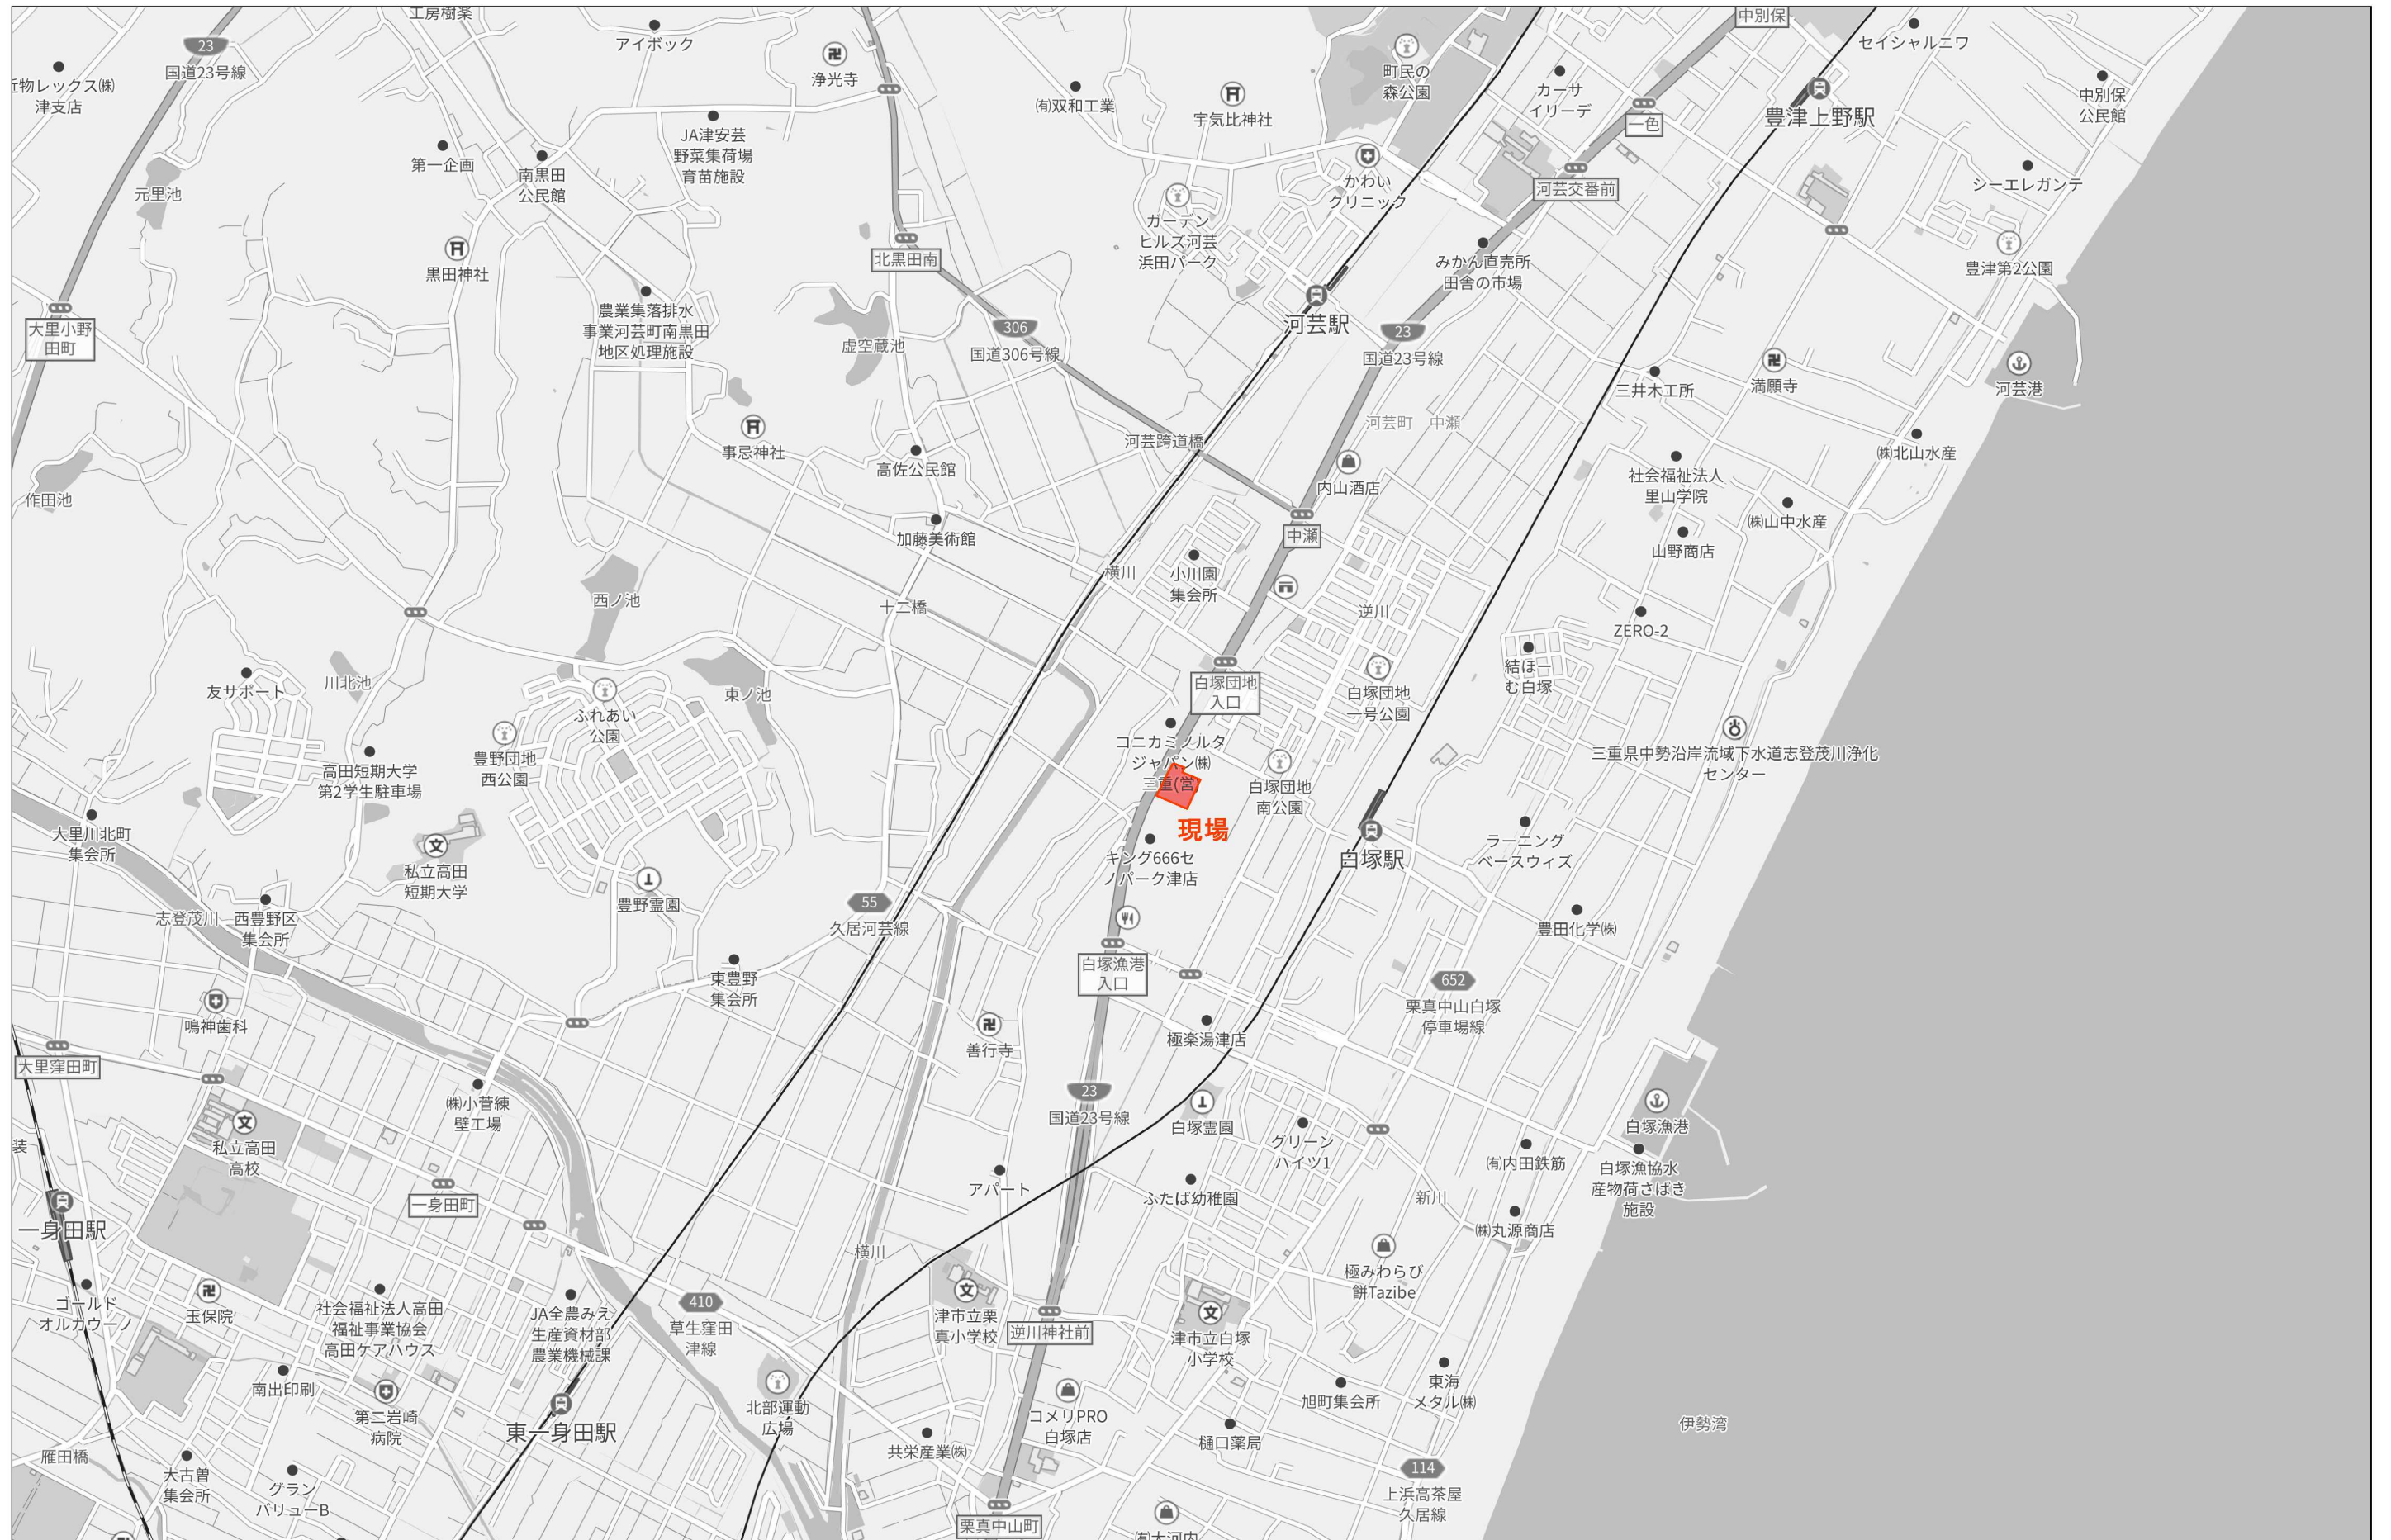 工房樹楽
アイボック
23
国道23号線
浄光寺
中別保
セイシャルニワ
津支店
㈲双和工業
宇気比神社
町民の
森公園
カーサ
イリーデ
豊津上野駅
中別保
公民館
一色
第一企画
南黒田
公民館
JA津安芸
野菜集荷場
育苗施設
元里池
かわい
クリニック
河芸交番前
シーエレガンテ
黒田神社
北黒田南
ガーデン
ヒルズ河芸
浜田パーク
みかん直売所
田舎の市場
豊津第2公園
大里小野
田町
農業集落排水
事業河芸町南黒田
地区処理施設
虚空蔵池
306
国道306号線
河芸駅
23
国道23号線
三井木工所
満願寺
河芸港
河芸町 中瀬
作田池
事忌神社
高佐公民館
河芸跨道橋
内山酒店
社会福祉法人
里山学院
㈱北山水産
㈱山中水産
加藤美術館
中瀬
山野商店
西ノ池
十二橋
横川
小川園
集会所
逆川
ZERO-2
友サポート
川北池
ふれあい
公園
東ノ池
白塚団地
入口
白塚団地
一号公園
結ほー
む白塚
豊野団地
西公園
高田短期大学
第2学生駐車場
コニカミノルタ
ジャパン㈱
三重(営)
白塚団地
南公園
三重県中勢沿岸流域下水道志登茂川浄化
センター
現場
大里川北町
集会所
私立高田
短期大学
豊野霊園
キング666セ
ノパーク津店
白塚駅
ラーニング
ベースウィズ
志登茂川
西豊野区
集会所
55
久居河芸線
豊田化学㈱
東豊野
集会所
白塚漁港
入口
652
栗真中山白塚
停車場線
鳴神歯科
善行寺
極楽湯津店
大里窪田町
㈱小菅練
壁工場
23
国道23号線
白塚霊園
グリーン
ハイツ1
白塚漁港
装
私立高田
高校
㈲内田鉄筋
白塚漁協水
産物荷さばき
施設
アパート
ふたば幼稚園
新川
一身田町
㈱丸源商店
一身田駅
横川
極みわらび
餅Tazibe
ゴールド
オルカウーノ
玉保院
社会福祉法人高田
福祉事業協会
高田ケアハウス
JA全農みえ
生産資材部
農業機械課
410
草生窪田
津線
津市立栗
真小学校
逆川神社前
津市立白塚
小学校
南出印刷
第二岩崎
病院
東一身田駅
北部運動
広場
コメリPRO
白塚店
旭町集会所
東海
メタル㈱
伊勢湾
雁田橋
大古曽
集会所
グラン
バリューB
共栄産業㈱
樋口薬局
114
上浜高茶屋
久居線
栗真中山町